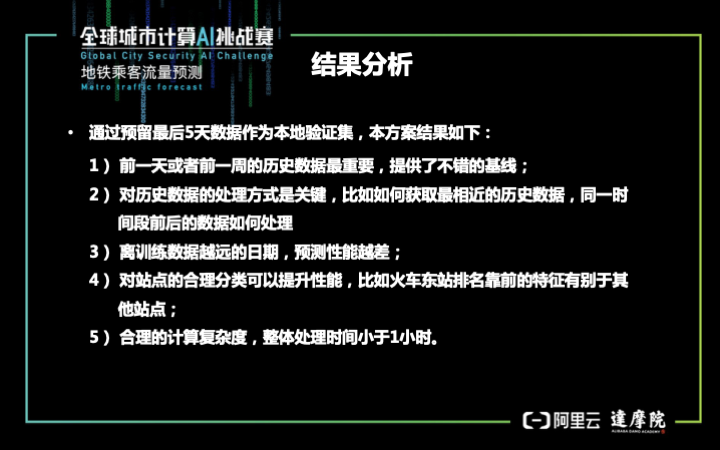 全球城市计算AI挑战赛
Global City Security AI Challenge
地铁乘客流量预测
Metro traffic forecast
结果分析
• 通过预留最后5天数据作为本地验证集，本方案结果如下：
1） 前一天或者前一周的历史数据最重要，提供了不错的基线；
2） 对历史数据的处理方式是关键，比如如何获取最相近的历史数据，同一时
间段前后的数据如何处理
3） 离训练数据越远的日期，预测性能越差；
4） 对站点的合理分类可以提升性能，比如火车东站排名靠前的特征有别于其
他站点；
5） 合理的计算复杂度，整体处理时间小于1小时。
阿里云
達摩院
ALIBABA DAMO ACADEMY